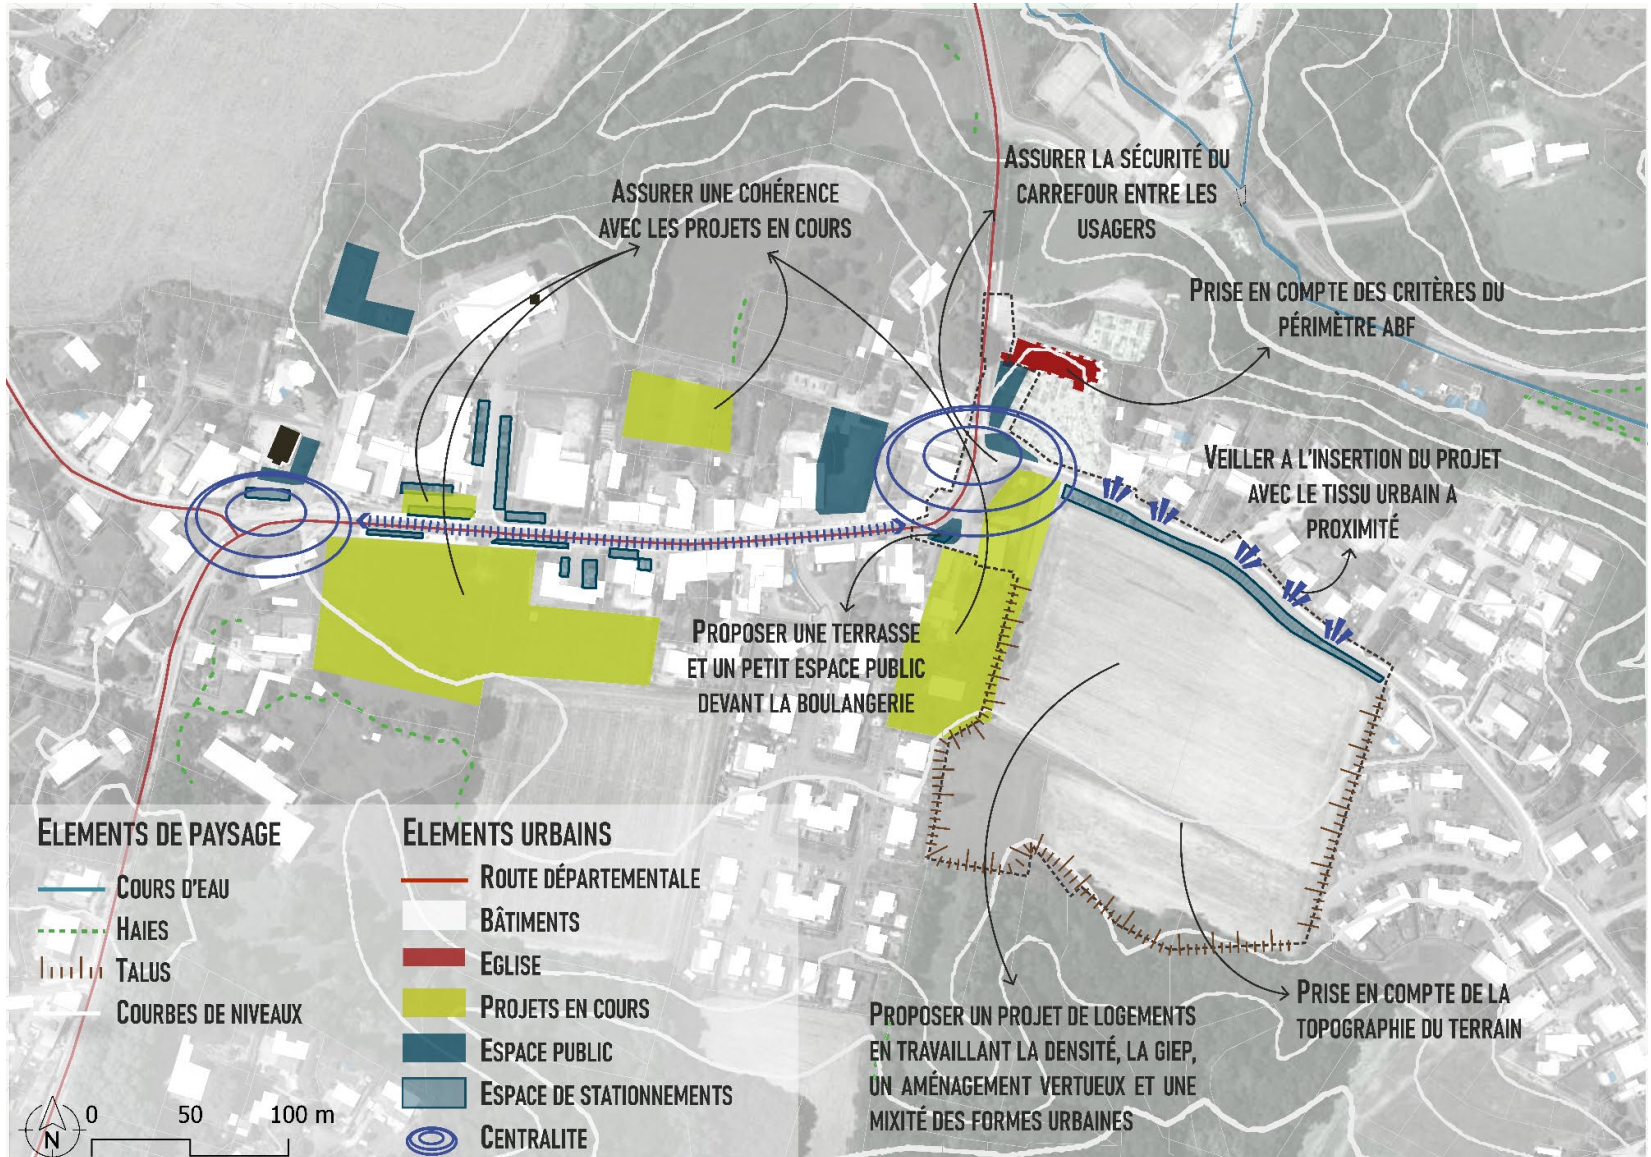 ASSURER LA SÉCURITÉ DU
CARREFOUR ENTRE LES
USAGERS
ASSURER UNE COHÉRENCE
AVEC LES PROJETS EN COURS
PRISE EN COMPTE DES CRITÈRES DU
PÉRIMÈTRE ABF
VEILLER A L'INSERTION DU PROJET
AVEC LE TISSU URBAIN A
PROXIMITÉ
PROPOSER UNE TERRASSE
ET UN PETIT ESPACE PUBLIC
DEVANT LA BOULANGERIE
PROPOSER UN PROJET DE LOGEMENTS
EN TRAVAILLANT LA DENSITÉ, LA GIEP,
UN AMÉNAGEMENT VERTUEUX ET UNE
MIXITÉ DES FORMES URBAINES
PRISE EN COMPTE DE LA
TOPOGRAPHIE DU TERRAIN
ELEMENTS DE PAYSAGE
COURS D'EAU
HAIES
TALUS
COURBES DE NIVEAUX
ELEMENTS URBAINS
ROUTE DÉPARTEMENTALE
BÂTIMENTS
EGLISE
PROJETS EN COURS
ESPACE PUBLIC
ESPACE DE STATIONNEMENTS
CENTRALITE
N
0 50 100 m